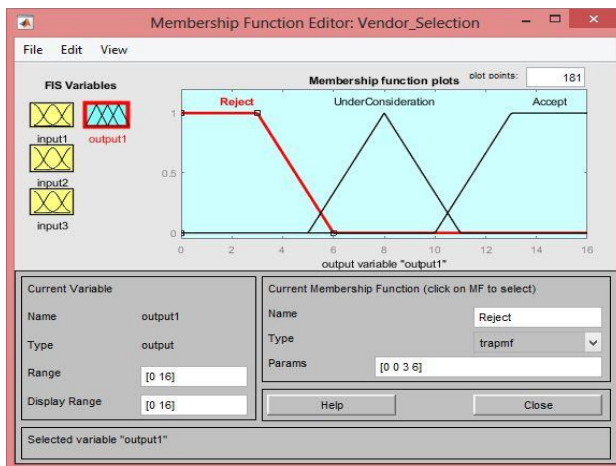 Membership Function Editor: Vendor_Selection
File Edit View
FIS Variables
input1 output1
input2
input3
Membership function plots plot points: 181
Reject UnderConsideration Accept
1
0.5
0
0 2 4 6 8 10 12 14 16
output variable "output1"
Current Variable
Name output1
Type output
Range [0 16]
Display Range [0 16]
Current Membership Function (click on MF to select)
Name Reject
Type trapmf
Params [0 0 3 6]
Help Close
Selected variable "output1"